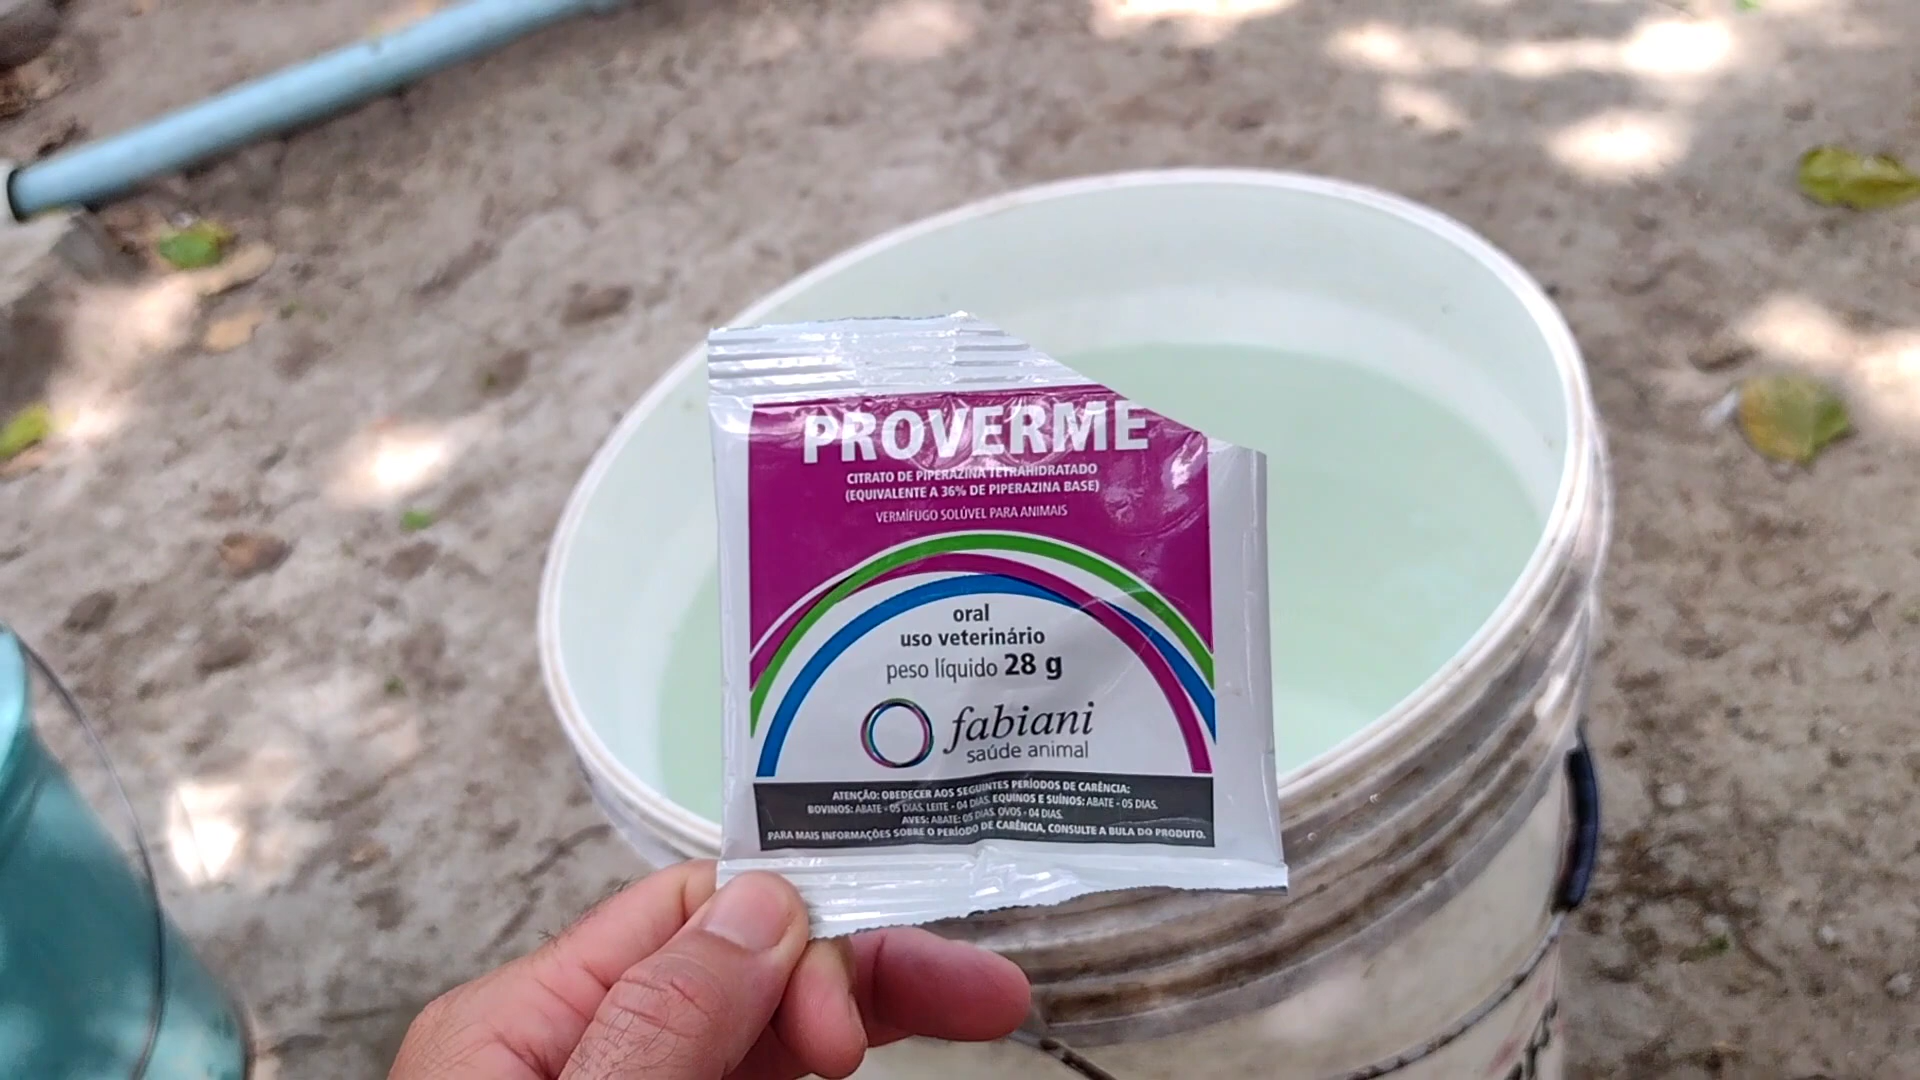 PROVERME
CITRATO DE PIPERAZINA TETRAHIDRATADO
(EQUIVALENTE A 36% DE PIPERAZINA BASE)
VERMÍFUGO SOLÚVEL PARA ANIMAIS
oral
uso veterinário
peso líquido 28 g
fabiani
saúde animal
ATENÇÃO: OBEDECER AOS SEGUINTES PERÍODOS DE CARÊNCIA:
BOVINOS: ABATE - 05 DIAS. LEITE - 04 DIAS. EQUINOS E SUÍNOS: ABATE - 05 DIAS.
AVES: ABATE: 05 DIAS. OVOS - 04 DIAS.
PARA MAIS INFORMAÇÕES SOBRE O PERÍODO DE CARÊNCIA, CONSULTE A BULA DO PRODUTO.